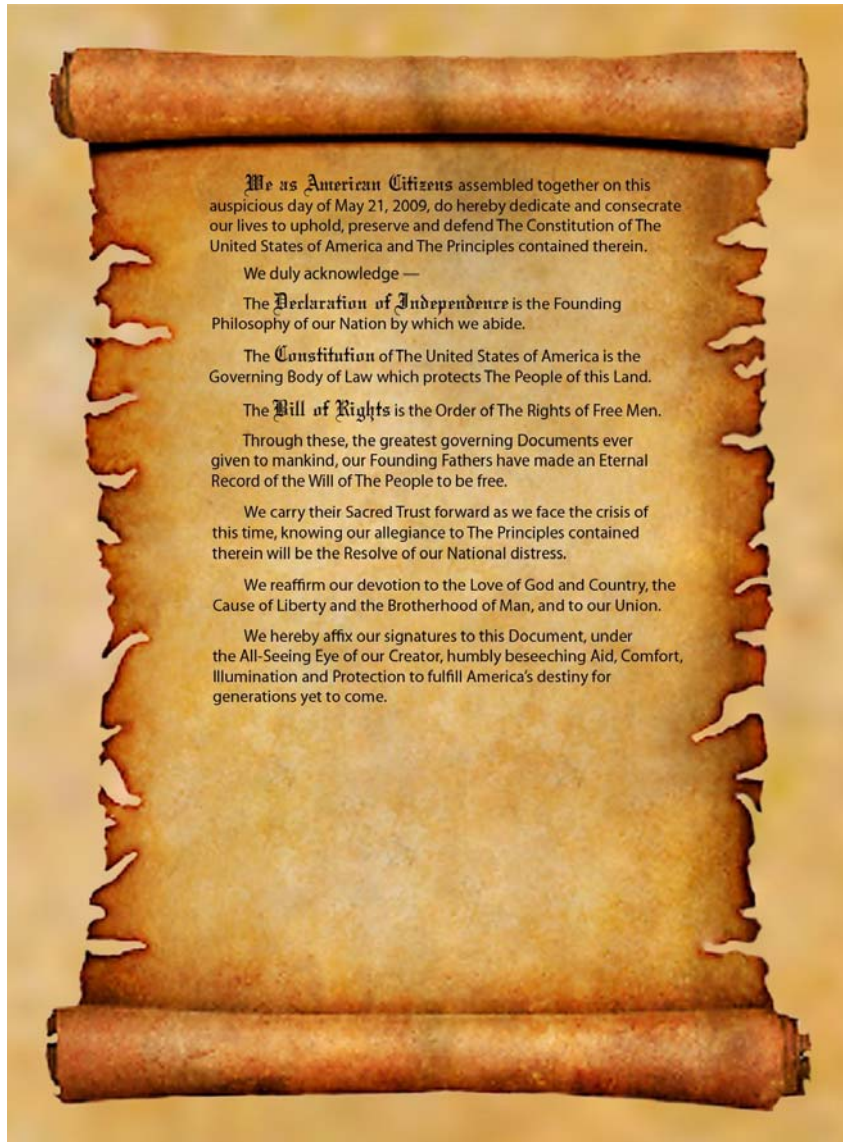 We as American Citizens assembled together on this
auspicious day of May 21, 2009, do hereby dedicate and consecrate
our lives to uphold, preserve and defend The Constitution of The
United States of America and The Principles contained therein.
We duly acknowledge —
The Declaration of Independence is the Founding
Philosophy of our Nation by which we abide.
The Constitution of The United States of America is the
Governing Body of Law which protects The People of this Land.
The Bill of Rights is the Order of The Rights of Free Men.
Through these, the greatest governing Documents ever
given to mankind, our Founding Fathers have made an Eternal
Record of the Will of The People to be free.
We carry their Sacred Trust forward as we face the crisis of
this time, knowing our allegiance to The Principles contained
therein will be the Resolve of our National distress.
We reaffirm our devotion to the Love of God and Country, the
Cause of Liberty and the Brotherhood of Man, and to our Union.
We hereby affix our signatures to this Document, under
the All-Seeing Eye of our Creator, humbly beseeching Aid, Comfort,
Illumination and Protection to fulfill America's destiny for
generations yet to come.